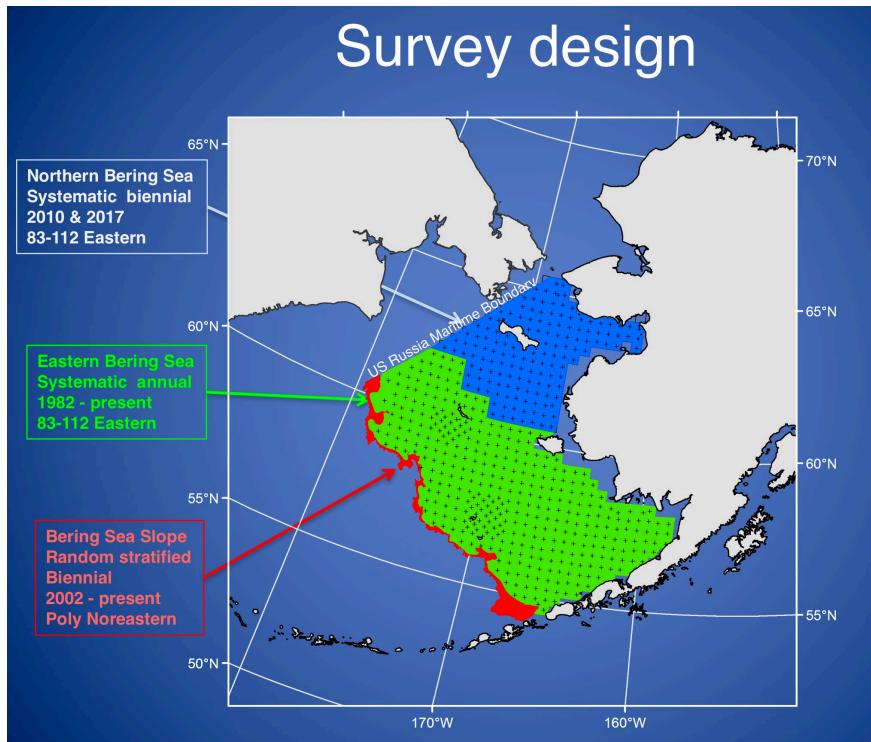 Survey design
65°N
70°N
Northern Bering Sea
Systematic biennial
2010 & 2017
83-112 Eastern
65°N
60°N
US Russia Maritime Boundary
Eastern Bering Sea
Systematic annual
1982 - present
83-112 Eastern
60°N
55°N
Bering Sea Slope
Random stratified
Biennial
2002 - present
Poly Noreastern
55°N
50°N
170°W
160°W